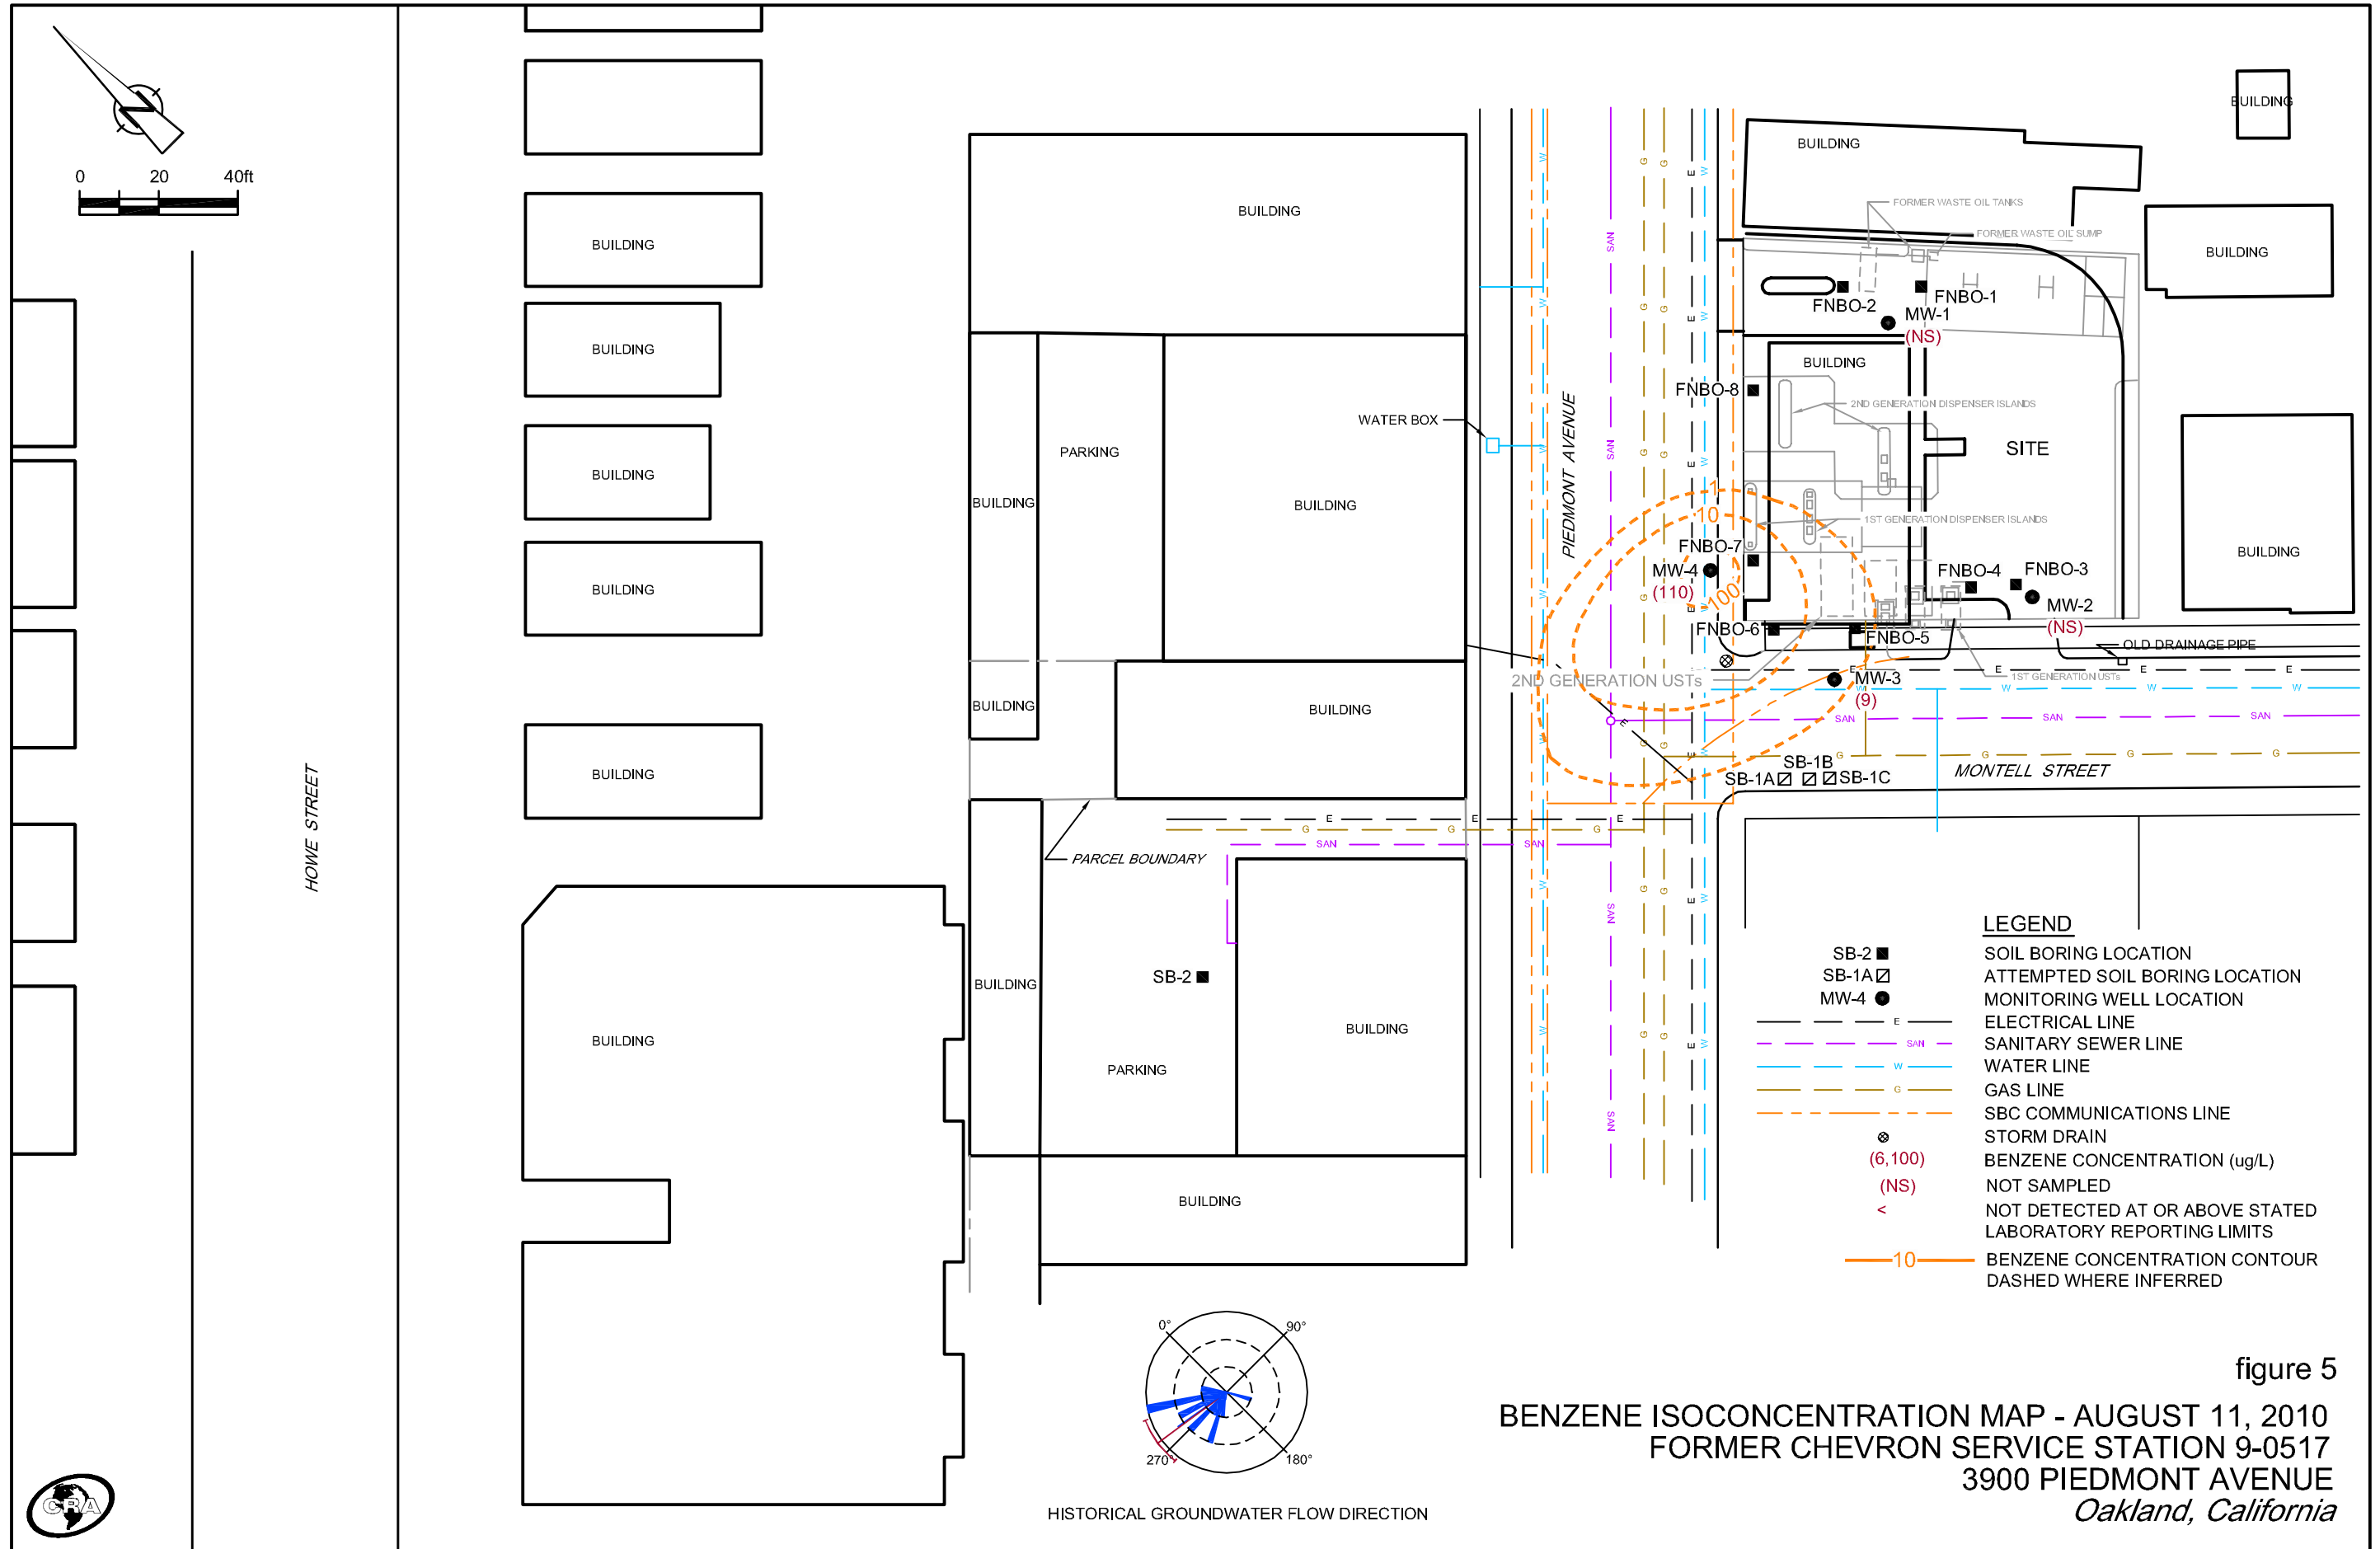 N
0 20 40ft
BUILDING
BUILDING
BUILDING
BUILDING
BUILDING
BUILDING
BUILDING
HOWE STREET
BUILDING
BUILDING
PARKING
BUILDING
BUILDING
BUILDING
BUILDING
PARCEL BOUNDARY
BUILDING
SB-2
PARKING
BUILDING
BUILDING
WATER BOX
PIEDMONT AVENUE
BUILDING
BUILDING
BUILDING
BUILDING
FORMER WASTE OIL TANKS
FORMER WASTE OIL SUMP
FNBO-2
FNBO-1
MW-1
(NS)
BUILDING
FNBO-8
2ND GENERATION DISPENSER ISLANDS
SITE
1
10
1ST GENERATION DISPENSER ISLANDS
FNBO-7
MW-4
(110)
100
FNBO-4
FNBO-3
MW-2
(NS)
FNBO-6
FNBO-5
OLD DRAINAGE PIPE
2ND GENERATION USTs
MW-3
(9)
1ST GENERATION USTs
E E E E
W W W W
SAN SAN SAN
G G G G
MONTELL STREET
SB-1A
SB-1B
SB-1C
E E E
G G G
SAN SAN
LEGEND
SB-2 SOIL BORING LOCATION
SB-1A ATTEMPTED SOIL BORING LOCATION
MW-4 MONITORING WELL LOCATION
E ELECTRICAL LINE
SAN SANITARY SEWER LINE
W WATER LINE
G GAS LINE
SBC COMMUNICATIONS LINE
STORM DRAIN
(6,100) BENZENE CONCENTRATION (ug/L)
(NS) NOT SAMPLED
< NOT DETECTED AT OR ABOVE STATED
LABORATORY REPORTING LIMITS
10 BENZENE CONCENTRATION CONTOUR
DASHED WHERE INFERRED
0° 90°
270° 180°
HISTORICAL GROUNDWATER FLOW DIRECTION
figure 5
BENZENE ISOCONCENTRATION MAP - AUGUST 11, 2010
FORMER CHEVRON SERVICE STATION 9-0517
3900 PIEDMONT AVENUE
Oakland, California
CRA